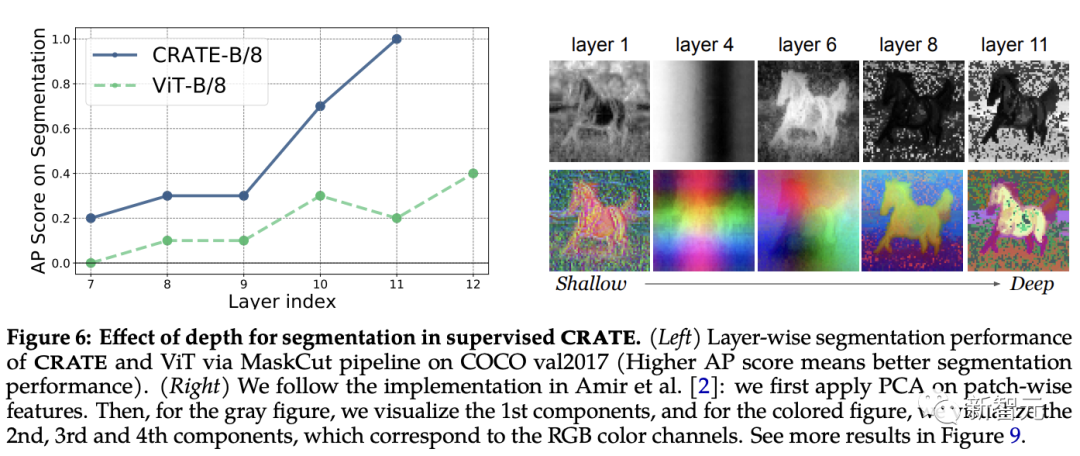 CRATE-B/8
ViT-B/8
AP Score on Segmentation
1.0
0.8
0.6
0.4
0.2
0.0
7 8 9 10 11 12
Layer index
layer 1 layer 4 layer 6 layer 8 layer 11
Shallow Deep
Figure 6: Effect of depth for segmentation in supervised CRATE. (Left) Layer-wise segmentation performance
of CRATE and ViT via MaskCut pipeline on COCO val2017 (Higher AP score means better segmentation
performance). (Right) We follow the implementation in Amir et al. [2]: we first apply PCA on patch-wise
features. Then, for the gray figure, we visualize the 1st components, and for the colored figure, we visualize the
2nd, 3rd and 4th components, which correspond to the RGB color channels. See more results in Figure 9.
新智元